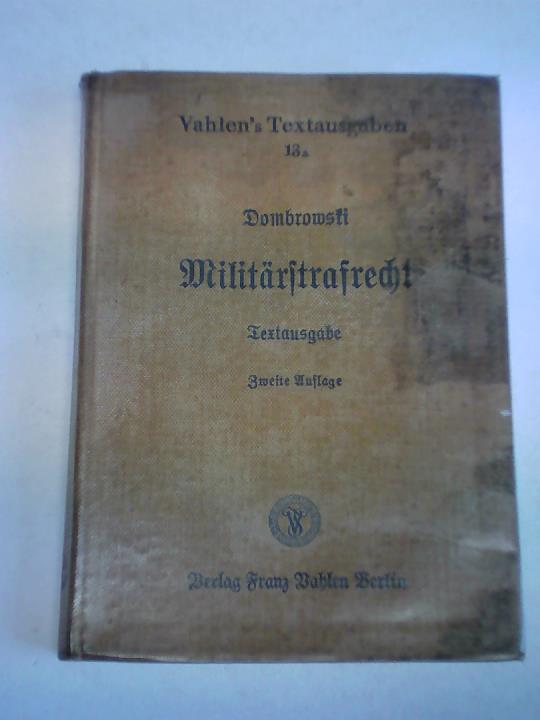 Vahlen's Textausgaben
13a
Dombrowski
Militärstrafrecht
Textausgabe
Zweite Auflage
Verlag Franz Vahlen Berlin